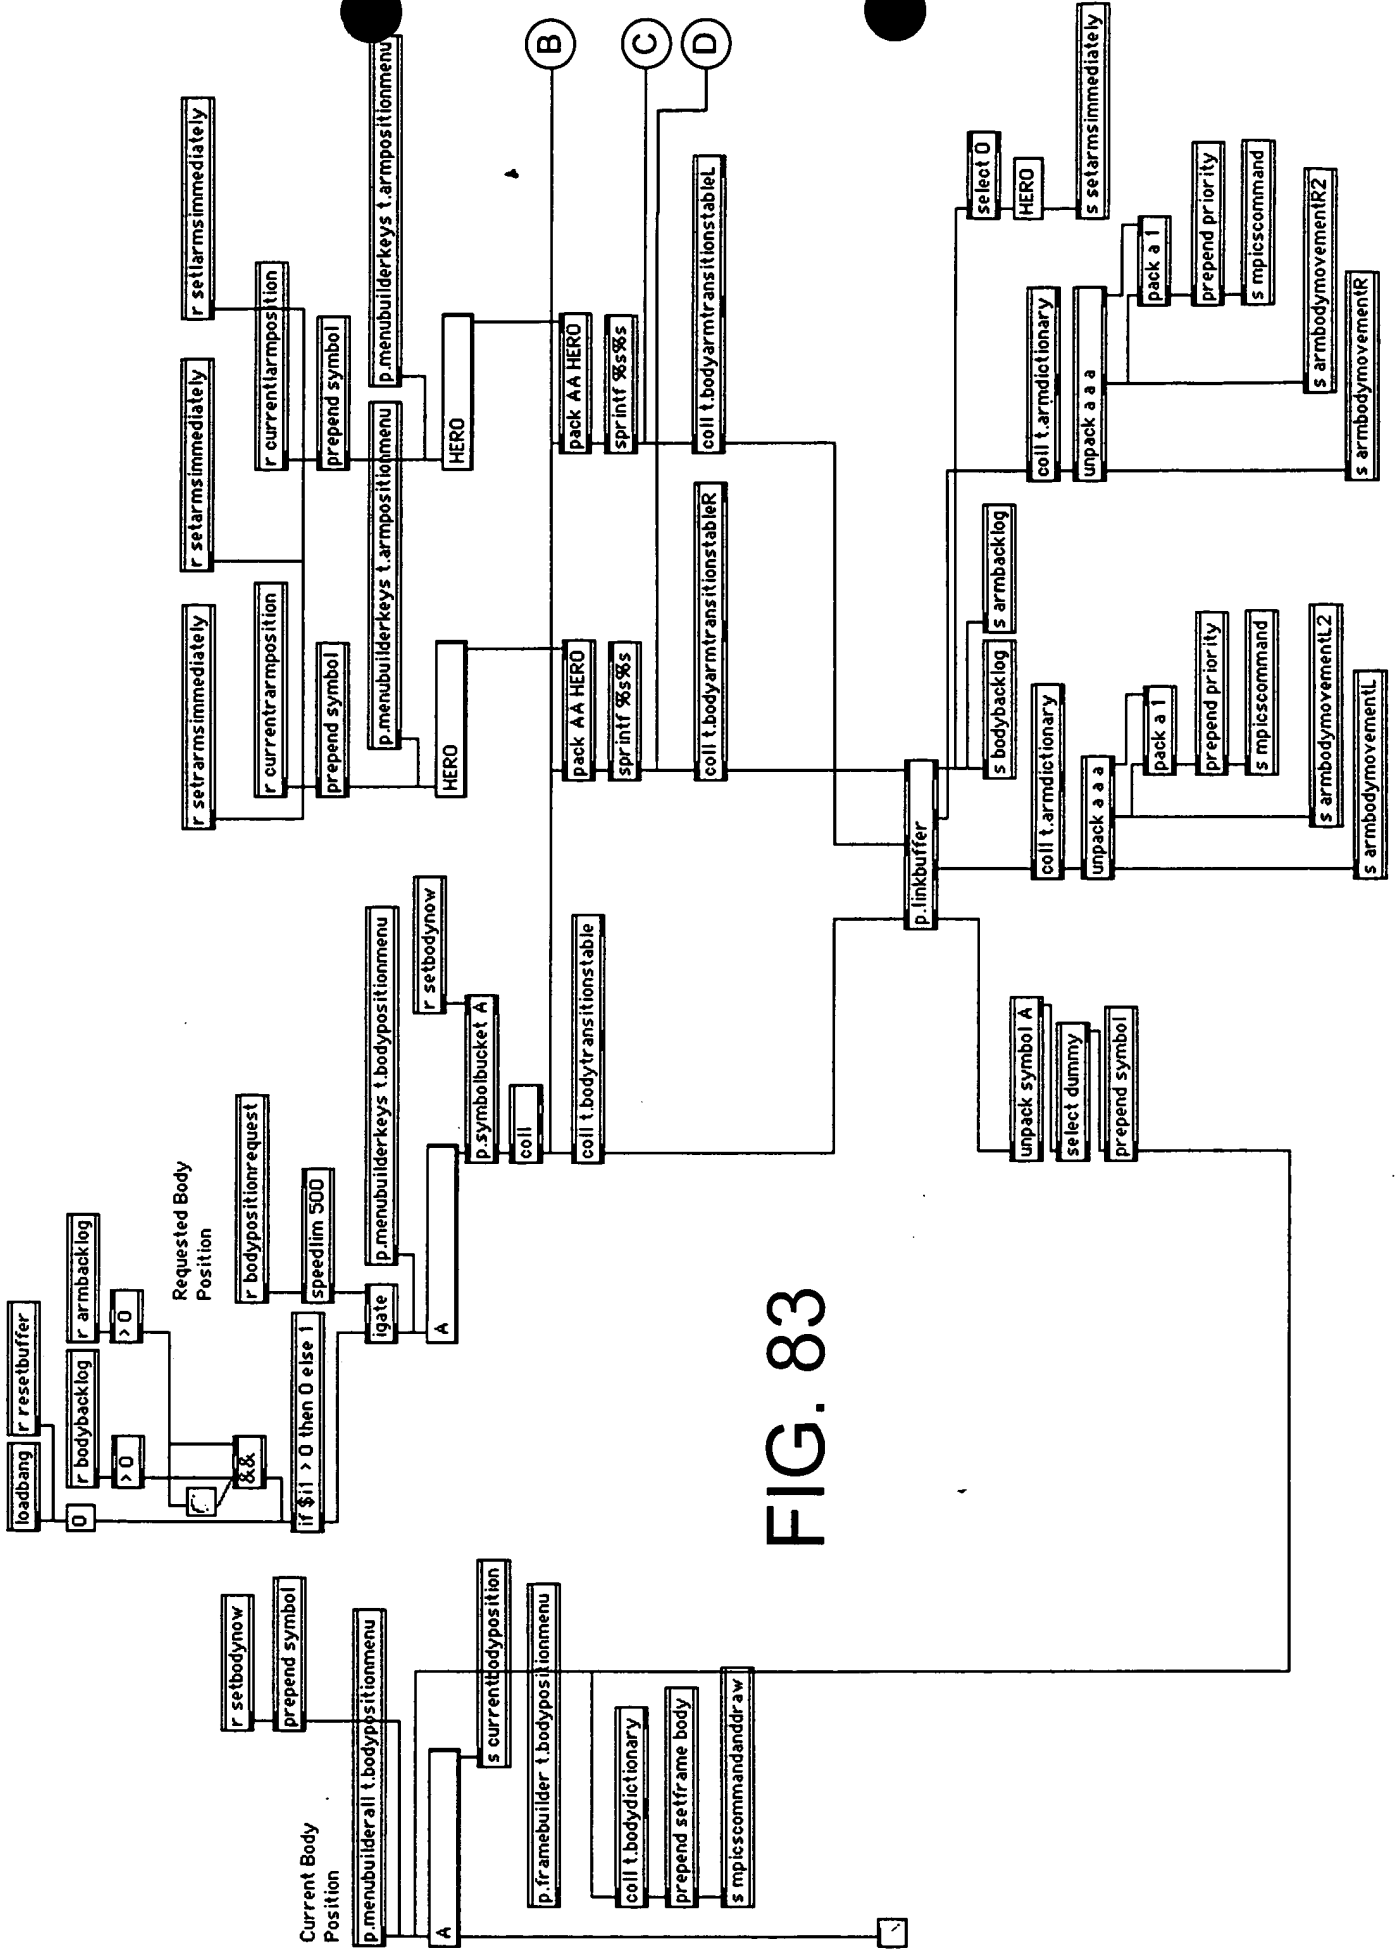 loadbang
r resetbuffer
0
r bodybacklog
r armbacklog
>0
>0
&&
if $i1 > 0 then 0 else 1
Requested Body
Position
r bodypositionrequest
speedlim 500
igate
p.menubuilderkeys t.bodypositionmenu
A
r setbodynow
p.symbolbucket A
coll
coll t.bodytransitionstable
Current Body
Position
r setbodynow
prepend symbol
p.menubuilderall t.bodypositionmenu
A
s currentbodyposition
p.framebuilder t.bodypositionmenu
coll t.bodydictionary
prepend setframe body
s mpicscommandanddraw
r setrarmsimmediately
r setarmsimmediately
r setlarmsimmediately
r currentrarmposition
r currentlarmposition
prepend symbol
prepend symbol
p.menubuilderkeys t.armpositionmenu
p.menubuilderkeys t.armpositionmenu
HERO
HERO
B
pack AA HERO
pack AA HERO
sprintf %s%s
sprintf %s%s
C
D
coll t.bodyarmtransitionstableR
coll t.bodyarmtransitionstableL
p.linkbuffer
select 0
HERO
s setarmsimmediately
s bodybacklog
s armbacklog
unpack symbol A
select dummy
prepend symbol
coll t.armdictionary
unpack a a a
pack a 1
prepend priority
s mpicscommand
s armbodymovementL2
s armbodymovementL
coll t.armdictionary
unpack a a a
pack a 1
prepend priority
s mpicscommand
s armbodymovementR2
s armbodymovementR
FIG. 83